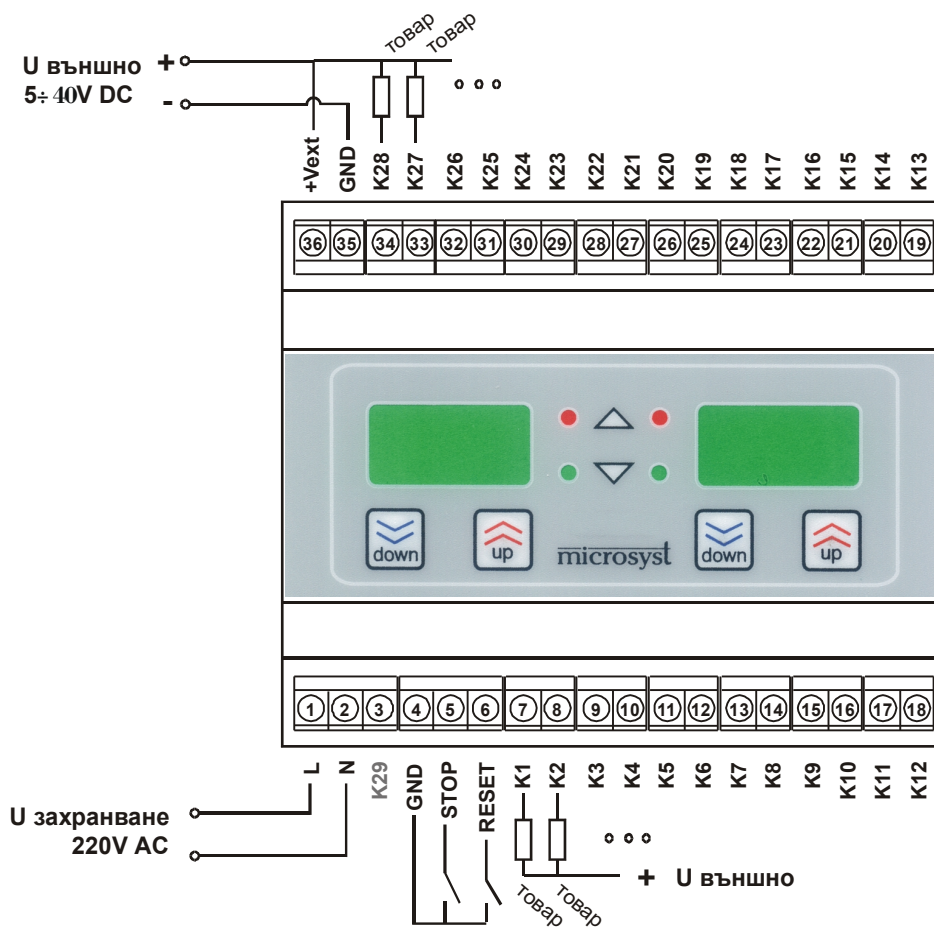 товар товар
U външно +
5÷40V DC -
+Vext GND K28 K27 K26 K25 K24 K23 K22 K21 K20 K19 K18 K17 K16 K15 K14 K13
36 35 34 33 32 31 30 29 28 27 26 25 24 23 22 21 20 19
down up microsyst down up
1 2 3 4 5 6 7 8 9 10 11 12 13 14 15 16 17 18
L N K29 GND STOP RESET K1 K2 K3 K4 K5 K6 K7 K8 K9 K10 K11 K12
U захранване
220V AC
+ U външно
товар товар